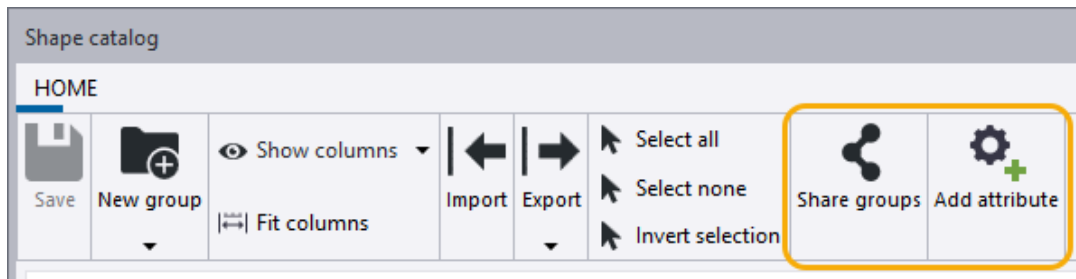 Shape catalog
HOME
Save
New group
Show columns
Fit columns
Import
Export
Select all
Select none
Invert selection
Share groups
Add attribute